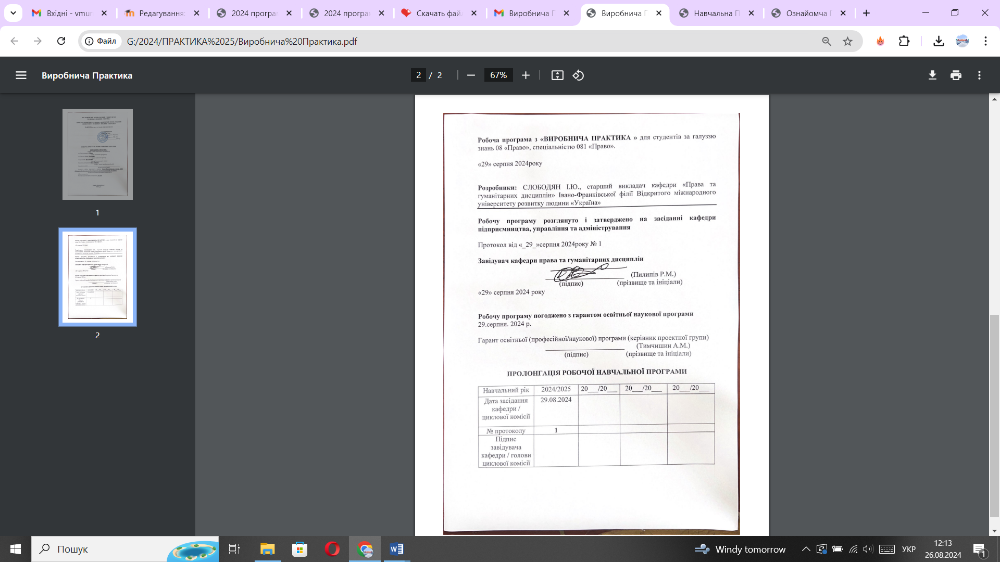 Вхідні - vmur
Редагування:
2024 програм
2024 програм
Скачать файл
Виробнича П
Виробнича П
Навчальна П
Ознайомча П
Файл
G:/2024/ПРАКТИКА%2025/Виробнича%20Практика.pdf
Виробнича Практика
2 / 2
67%
1
2
Робоча програма з «ВИРОБНИЧА ПРАКТИКА » для студентів за галуззю
знань 08 «Право», спеціальністю 081 «Право».
«29» серпня 2024року
Розробники: СЛОБОДЯН І.Ю., старший викладач кафедри «Права та
гуманітарних дисциплін» Івано-Франківської філії Відкритого міжнародного
університету розвитку людини «Україна»
Робочу програму розглянуто і затверджено на засіданні кафедри
підприємництва, управління та адміністрування
Протокол від «_29_»серпня 2024року № 1
Завідувач кафедри права та гуманітарних дисциплін
(Пилипів Р.М.)
(підпис) (прізвище та ініціали)
«29» серпня 2024 року
Робочу програму погоджено з гарантом освітньої наукової програми
29.серпня. 2024 р.
Гарант освітньої (професійної/наукової) програми (керівник проектної групи)
(Тимчишин А.М.)
(підпис) (прізвище та ініціали)
ПРОЛОНГАЦІЯ РОБОЧОЇ НАВЧАЛЬНОЇ ПРОГРАМИ
Навчальний рік 2024/2025 20___/20___ 20___/20___ 20___/20___
Дата засідання 29.08.2024
кафедри /
циклової комісії
№ протоколу 1
Підпис
завідувача
кафедри / голови
циклової комісії
Пошук
Windy tomorrow
УКР
12:13
26.08.2024
1